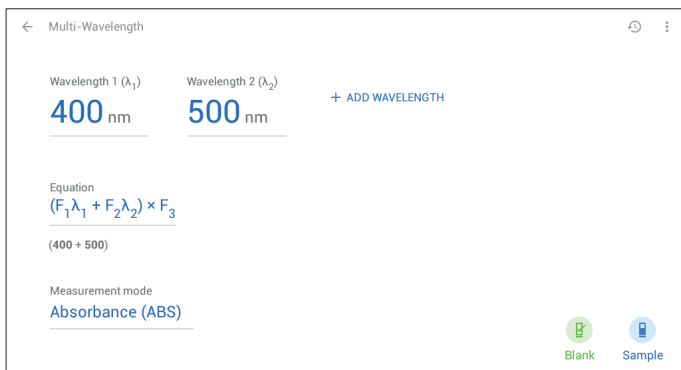 ← Multi-Wavelength
Wavelength 1 (λ₁) Wavelength 2 (λ₂)
400 nm 500 nm + ADD WAVELENGTH
Equation
(F₁λ₁ + F₂λ₂) × F₃
(400 + 500)
Measurement mode
Absorbance (ABS)
Blank Sample